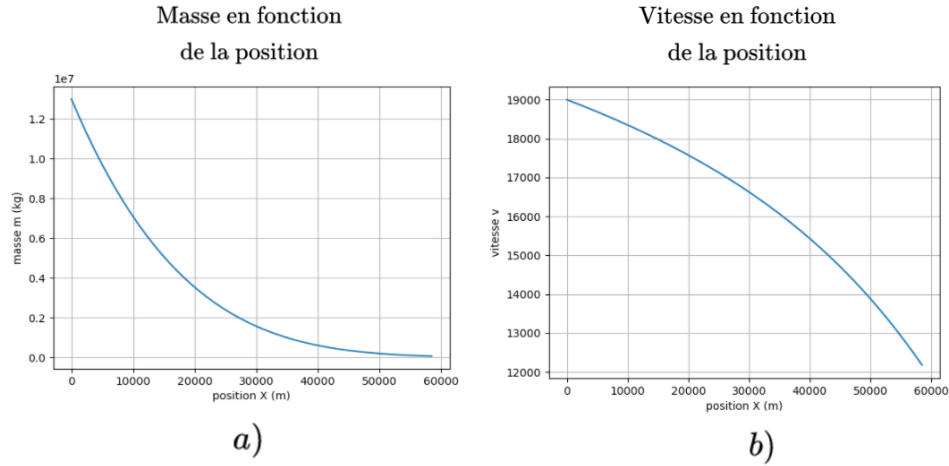 Masse en fonction
de la position
1e7
1.2
1.0
0.8
0.6
0.4
0.2
0.0
masse m (kg)
0 10000 20000 30000 40000 50000 60000
position X (m)
a)
Vitesse en fonction
de la position
19000
18000
17000
16000
15000
14000
13000
12000
vitesse v
0 10000 20000 30000 40000 50000 60000
position X (m)
b)